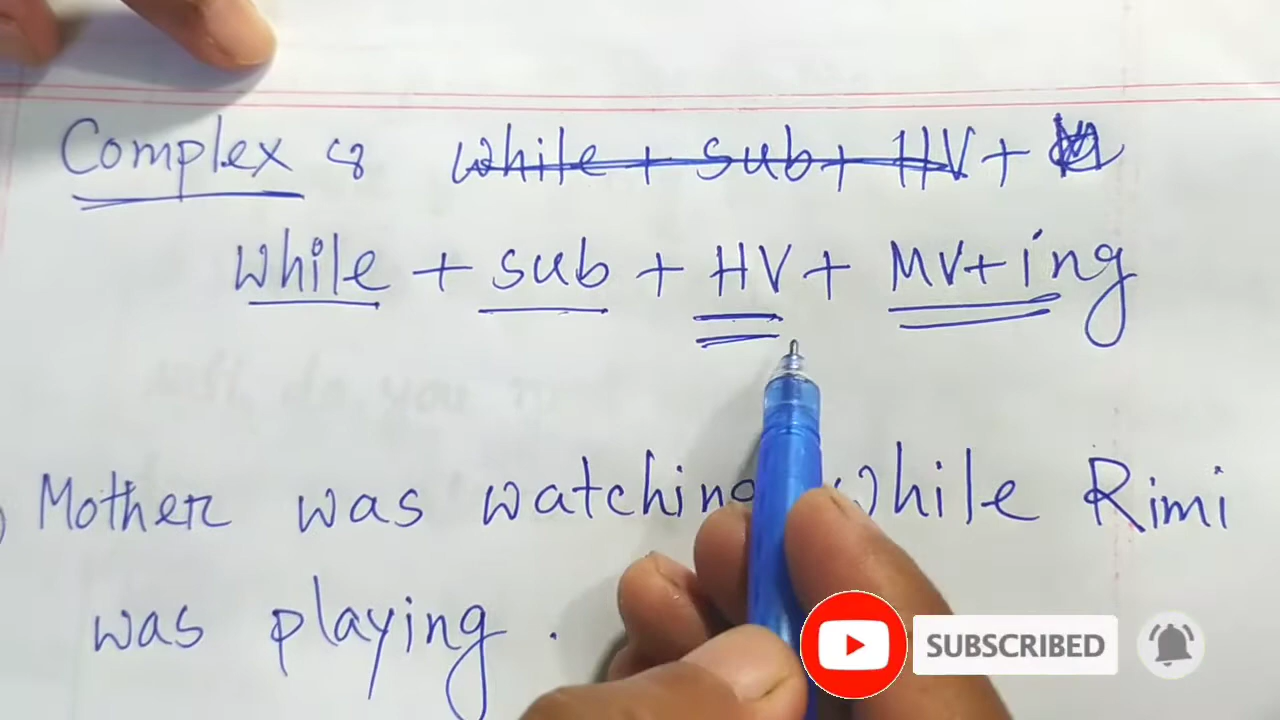 Complex :
while + sub + HV +
while + sub + HV + MV+ing
Mother was watching while Rimi
was playing .
SUBSCRIBED